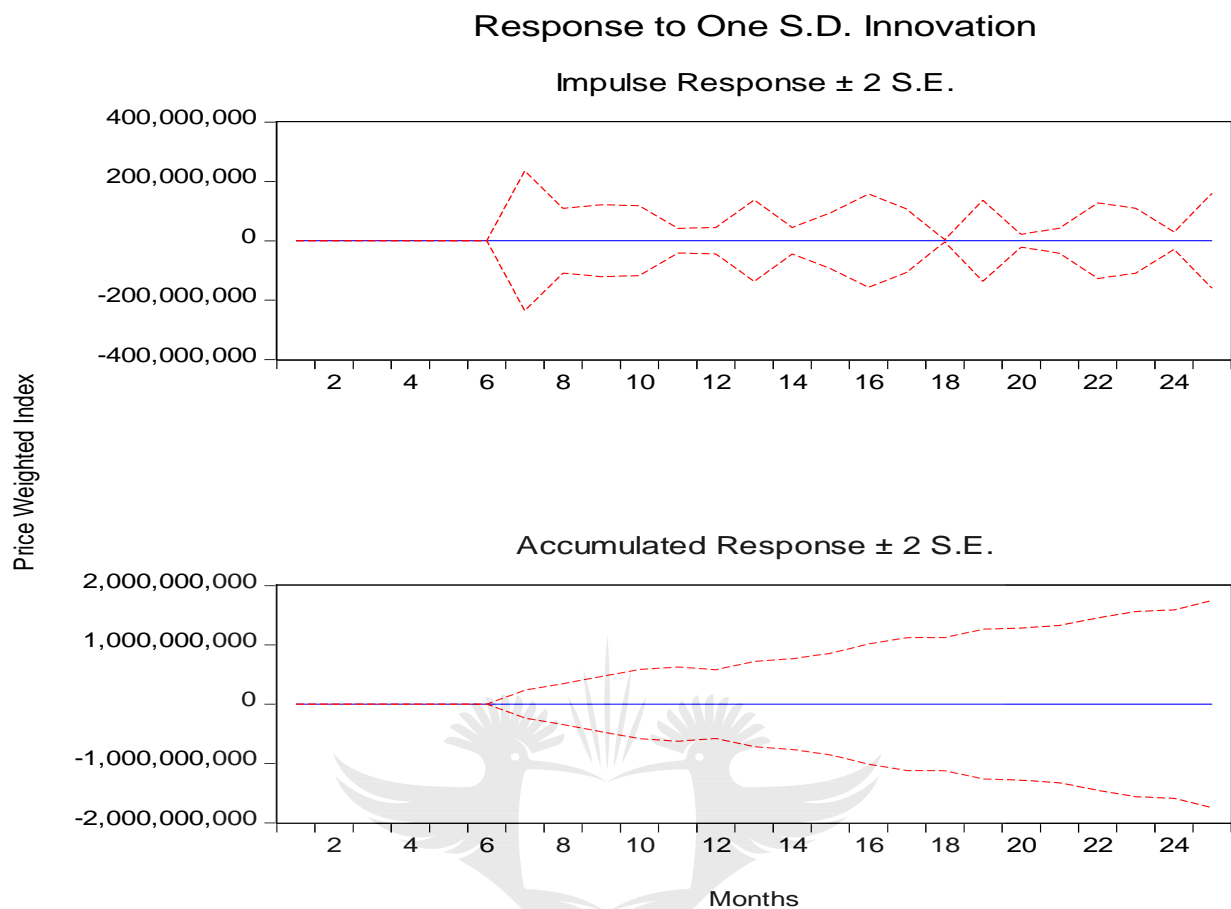 Response to One S.D. Innovation
Impulse Response ± 2 S.E.
400,000,000
200,000,000
0
-200,000,000
-400,000,000
2 4 6 8 10 12 14 16 18 20 22 24
Price Weighted Index
Accumulated Response ± 2 S.E.
2,000,000,000
1,000,000,000
0
-1,000,000,000
-2,000,000,000
2 4 6 8 10 12 14 16 18 20 22 24
Months